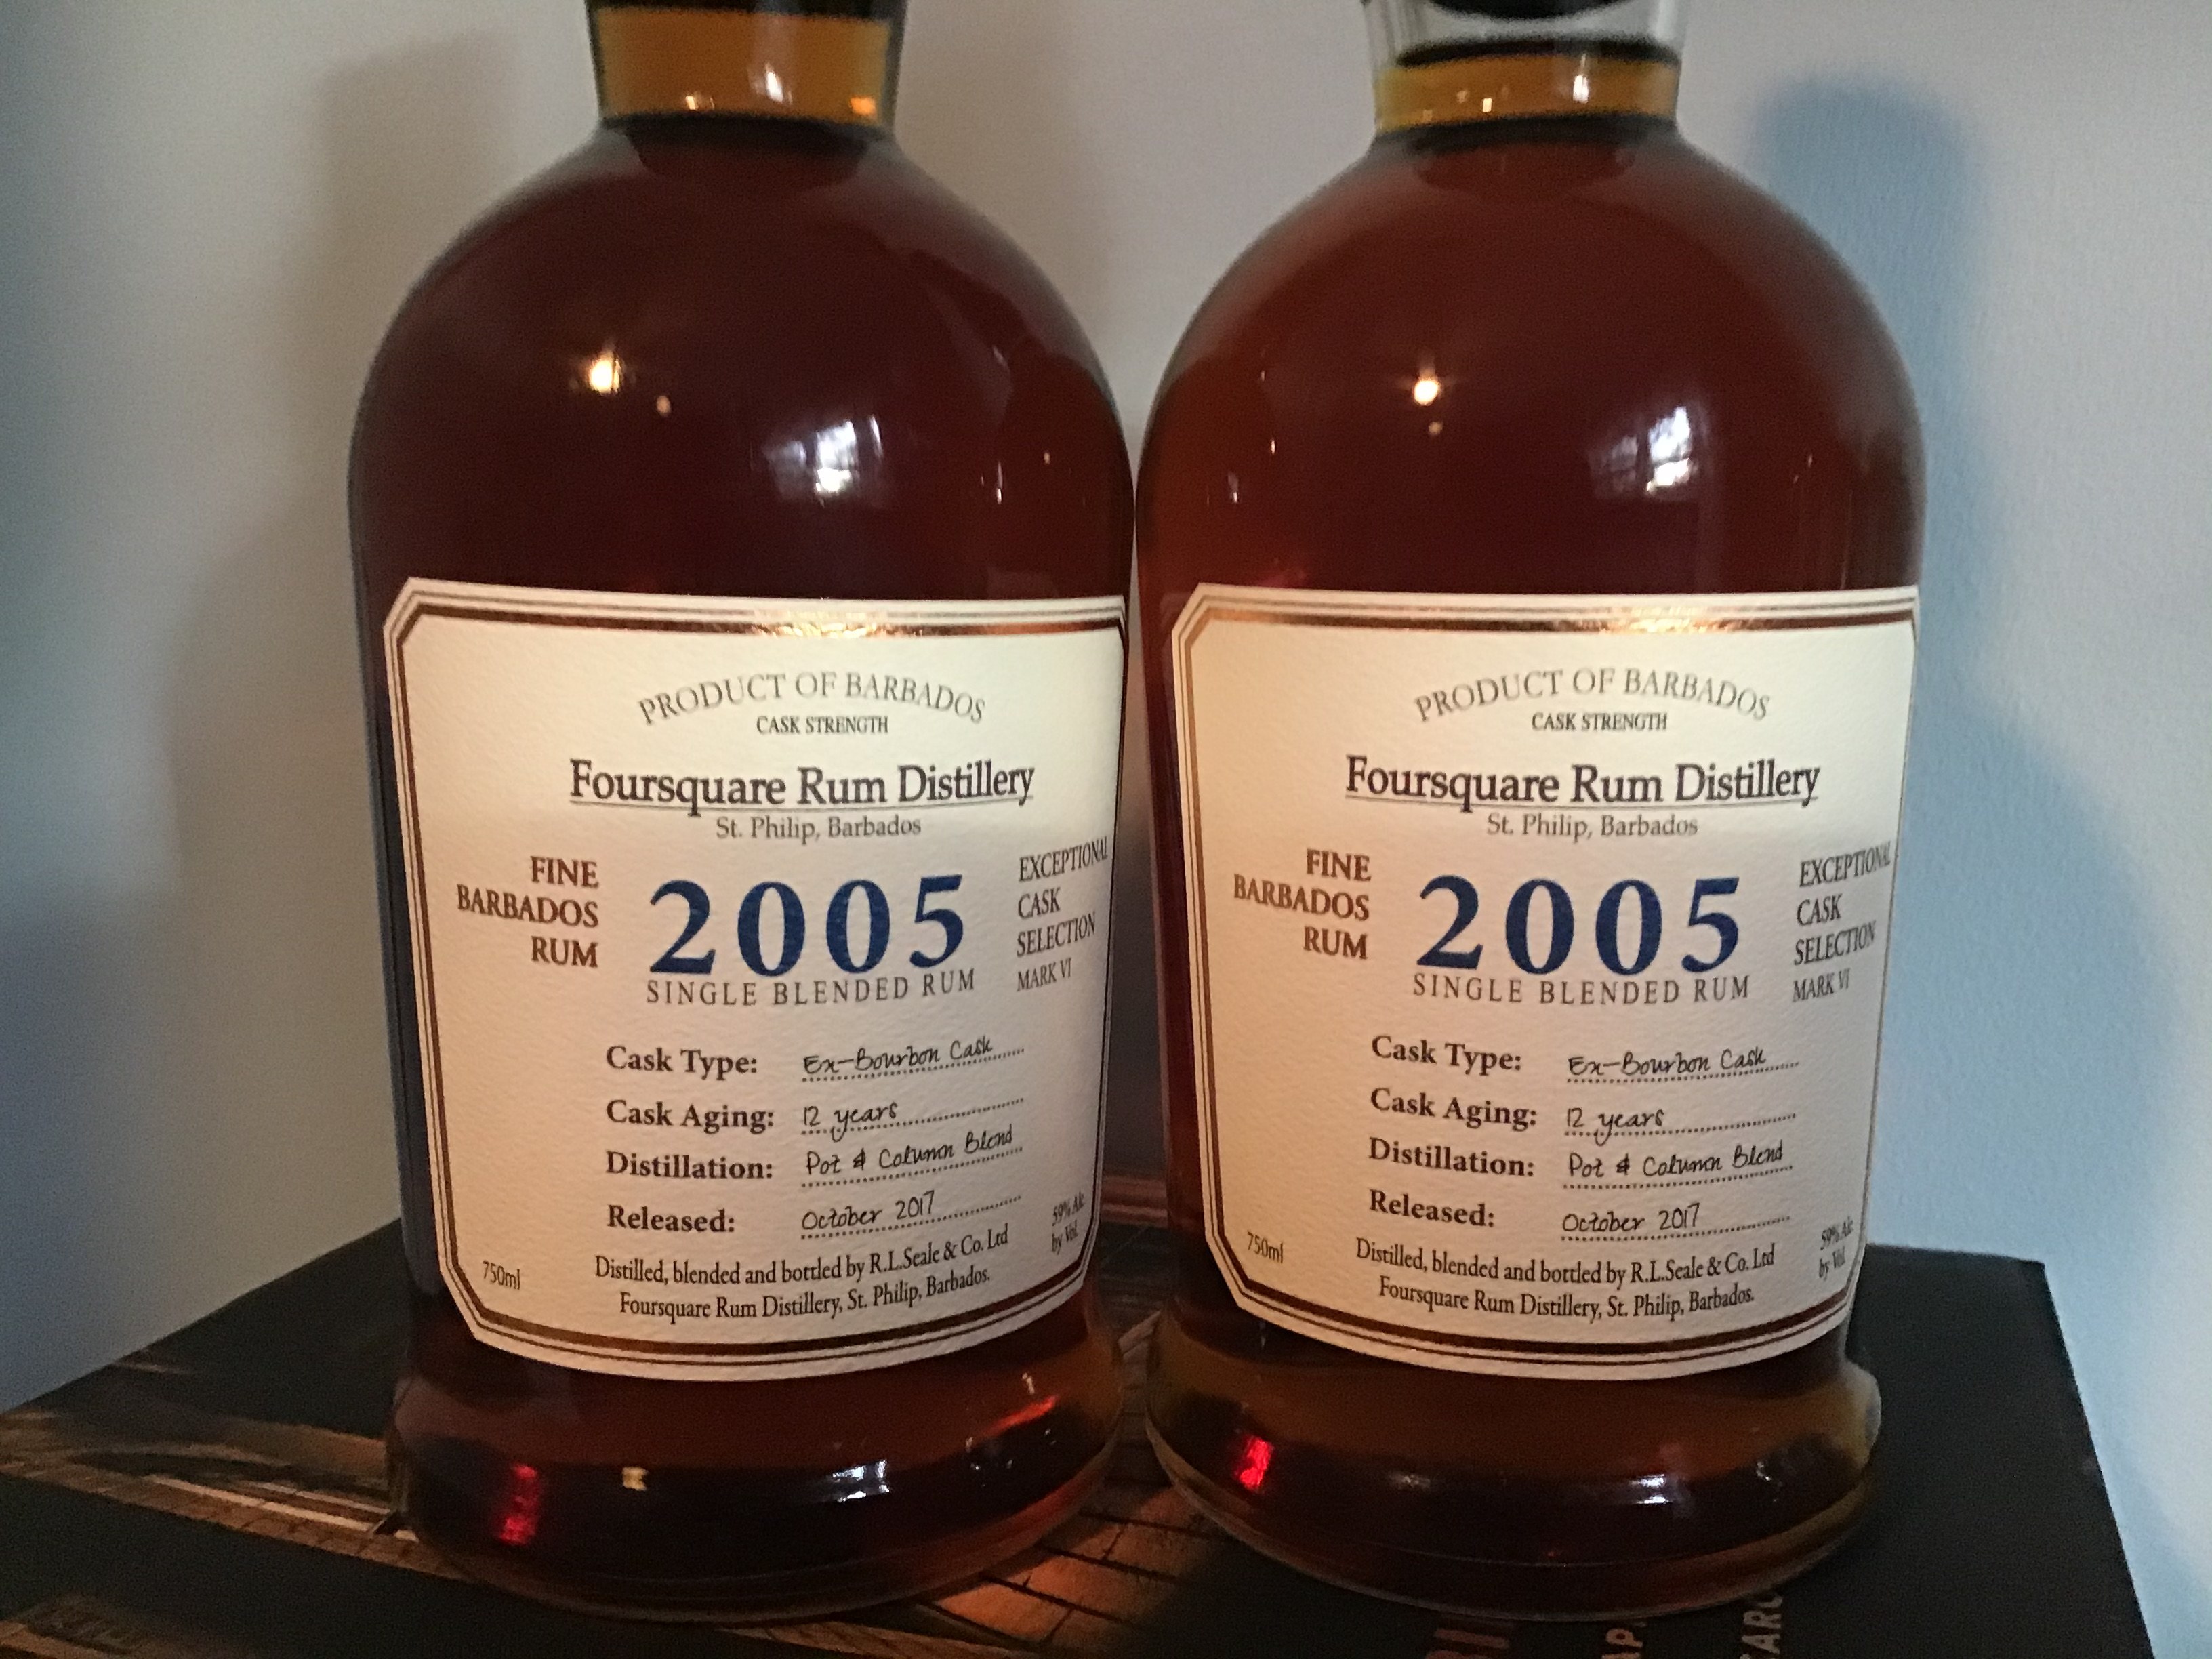 PRODUCT OF BARBADOS
CASK STRENGTH
Foursquare Rum Distillery
St. Philip, Barbados
FINE
BARBADOS
RUM
2005
SINGLE BLENDED RUM
EXCEPTIONAL
CASK
SELECTION
MARK VI
Cask Type: Ex-Bourbon Cask
Cask Aging: 12 years
Distillation: Pot & Column Blend
Released: October 2017
750ml
Distilled, blended and bottled by R.L.Seale & Co. Ltd
Foursquare Rum Distillery, St. Philip, Barbados.
59% Alc
by Vol.
PRODUCT OF BARBADOS
CASK STRENGTH
Foursquare Rum Distillery
St. Philip, Barbados
FINE
BARBADOS
RUM
2005
SINGLE BLENDED RUM
EXCEPTIONAL
CASK
SELECTION
MARK VI
Cask Type: Ex-Bourbon Cask
Cask Aging: 12 years
Distillation: Pot & Column Blend
Released: October 2017
750ml
Distilled, blended and bottled by R.L.Seale & Co. Ltd
Foursquare Rum Distillery, St. Philip, Barbados.
59% Alc
by Vol.